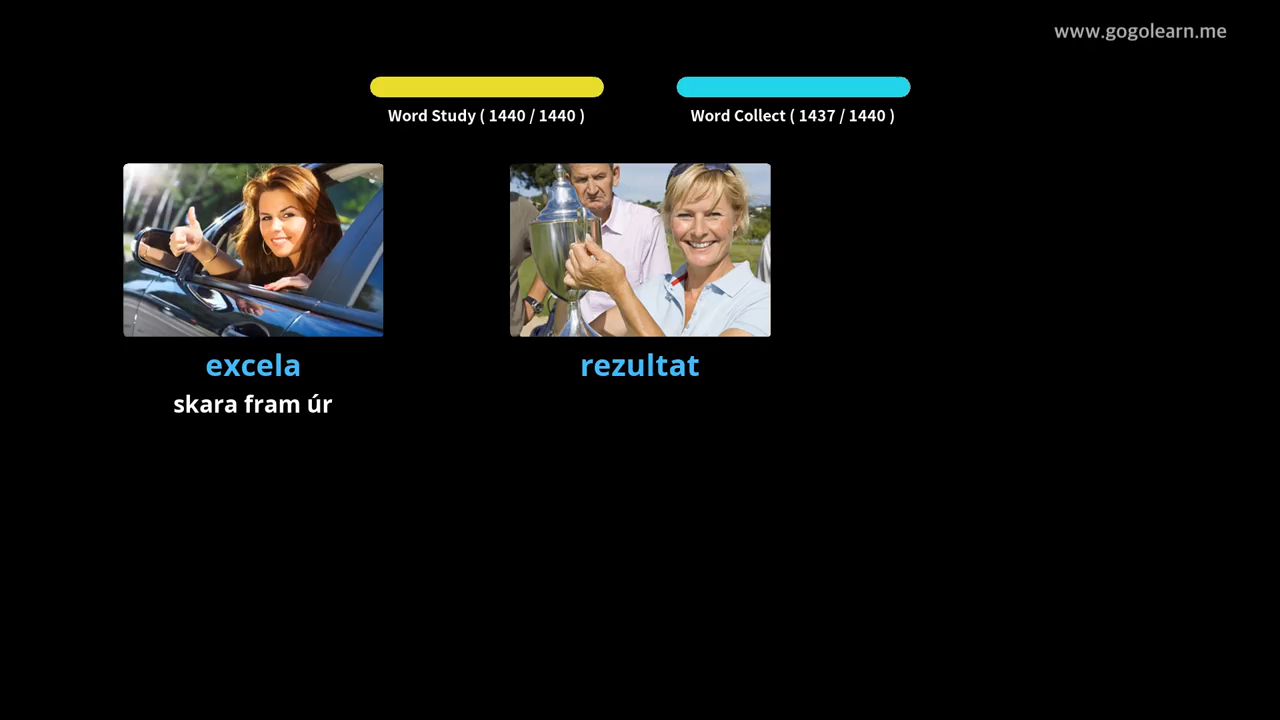 www.gogolearn.me
Word Study ( 1440 / 1440 )
Word Collect ( 1437 / 1440 )
excela
rezultat
skara fram úr